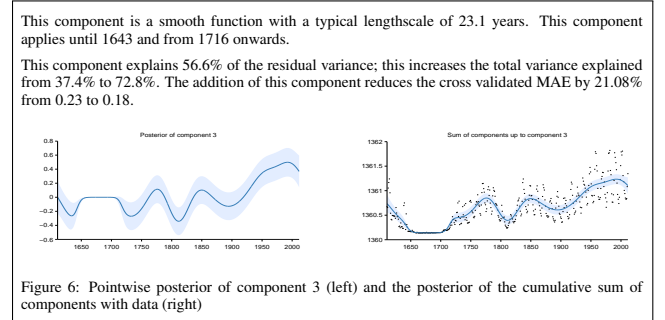 This component is a smooth function with a typical lengthscale of 23.1 years. This component
applies until 1643 and from 1716 onwards.
This component explains 56.6% of the residual variance; this increases the total variance explained
from 37.4% to 72.8%. The addition of this component reduces the cross validated MAE by 21.08%
from 0.23 to 0.18.
Posterior of component 3
0.8
0.6
0.4
0.2
0
−0.2
−0.4
−0.6
1650 1700 1750 1800 1850 1900 1950 2000
Sum of components up to component 3
1362
1361.5
1361
1360.5
1360
1650 1700 1750 1800 1850 1900 1950 2000
Figure 6: Pointwise posterior of component 3 (left) and the posterior of the cumulative sum of
components with data (right)